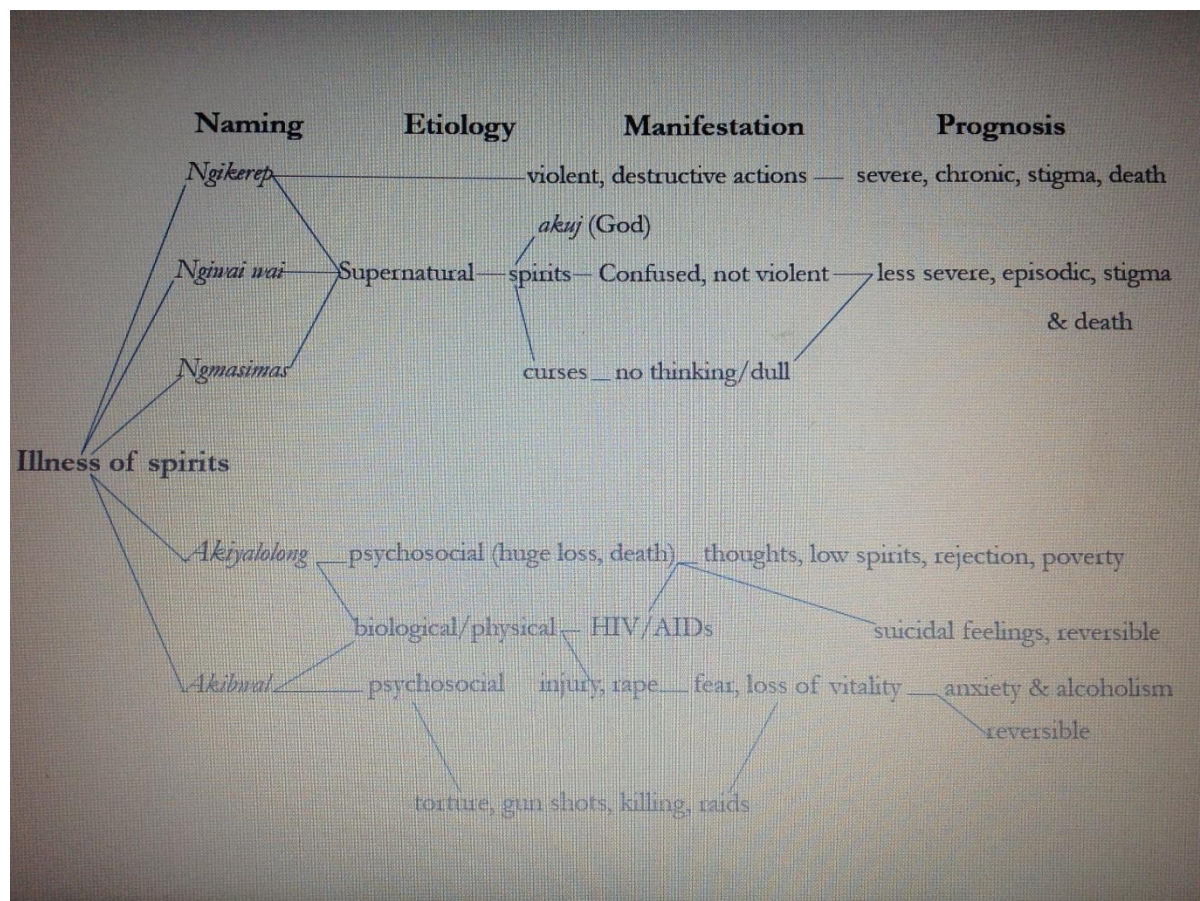 Naming Etiology Manifestation Prognosis
Ngikerep violent, destructive actions severe, chronic, stigma, death
akuj (God)
Ngiwai wai Supernatural spirits Confused, not violent less severe, episodic, stigma
& death
Ngmasimas curses no thinking/dull
Illness of spirits
Akiyalolong psychosocial (huge loss, death) thoughts, low spirits, rejection, poverty
biological/physical HIV/AIDs suicidal feelings, reversible
Akibwal psychosocial injury, rape fear, loss of vitality anxiety & alcoholism
reversible
torture, gun shots, killing, raids